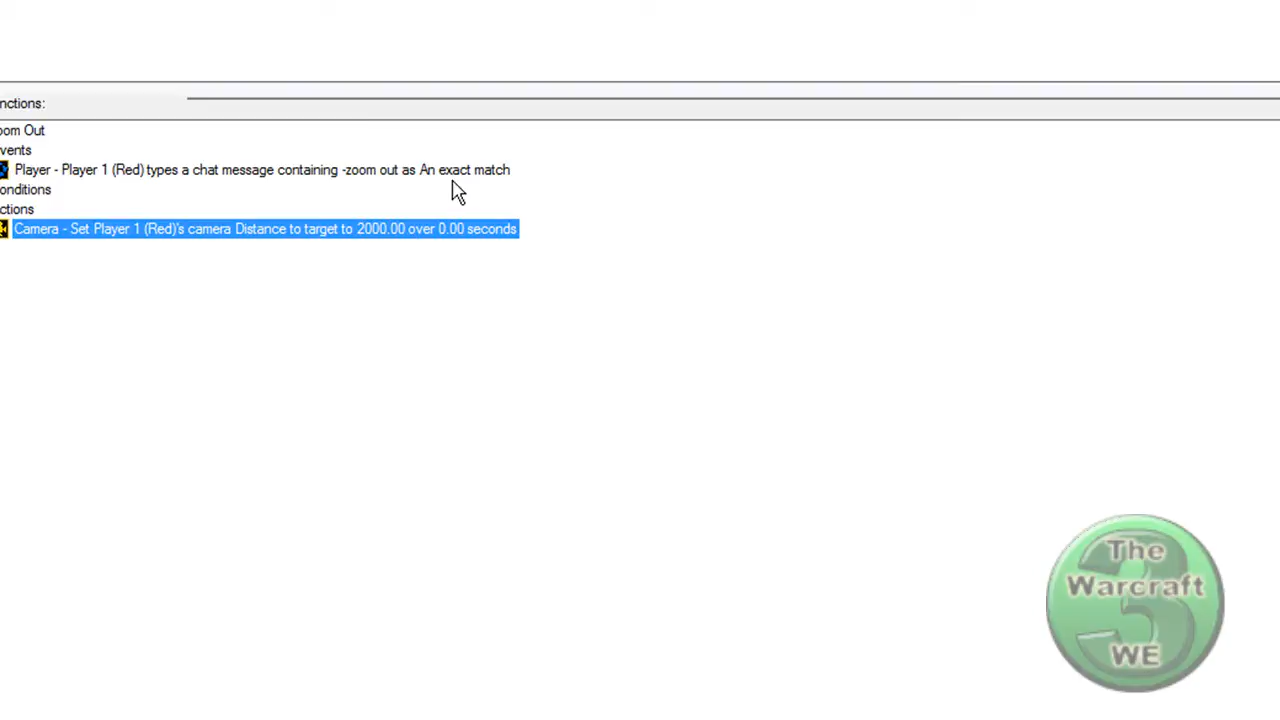 nctions:
oom Out
vents
Player - Player 1 (Red) types a chat message containing -zoom out as An exact match
onditions
ctions
Camera - Set Player 1 (Red)'s camera Distance to target to 2000.00 over 0.00 seconds
The
Warcraft
3
WE